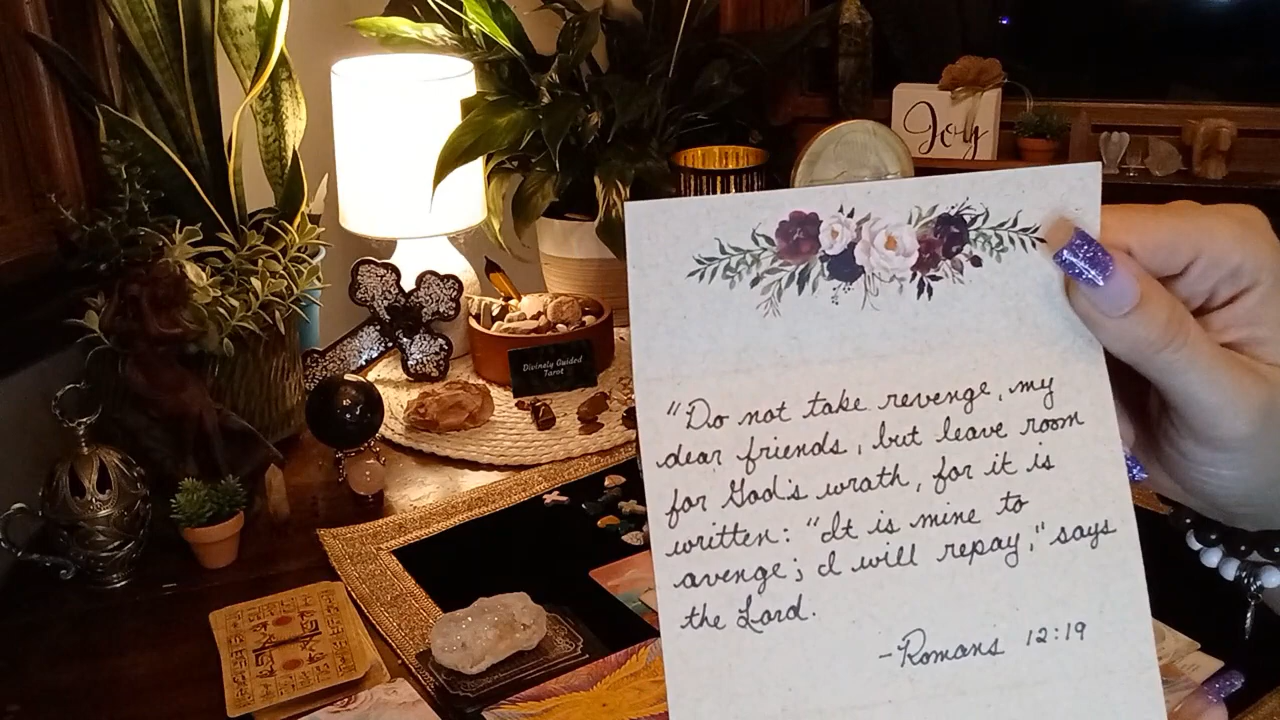 Joy
Divinely Guided
Tarot
"Do not take revenge, my
dear friends, but leave room
for God's wrath, for it is
written: "It is mine to
avenge; I will repay," says
the Lord.
-Romans 12:19